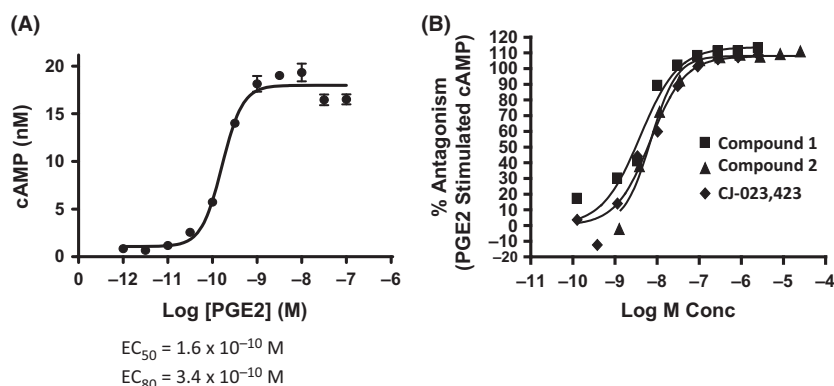 (A)
cAMP (nM)
20
15
10
5
0
0 –12 –11 –10 –9 –8 –7 –6
Log [PGE2] (M)
EC50 = 1.6 x 10–10 M
EC80 = 3.4 x 10–10 M
(B)
% Antagonism
(PGE2 Stimulated cAMP)
120
110
100
90
80
70
60
50
40
30
20
10
0
–10
–20
–11 –10 –9 –8 –7 –6 –5 –4
Log M Conc
Compound 1
Compound 2
CJ-023,423